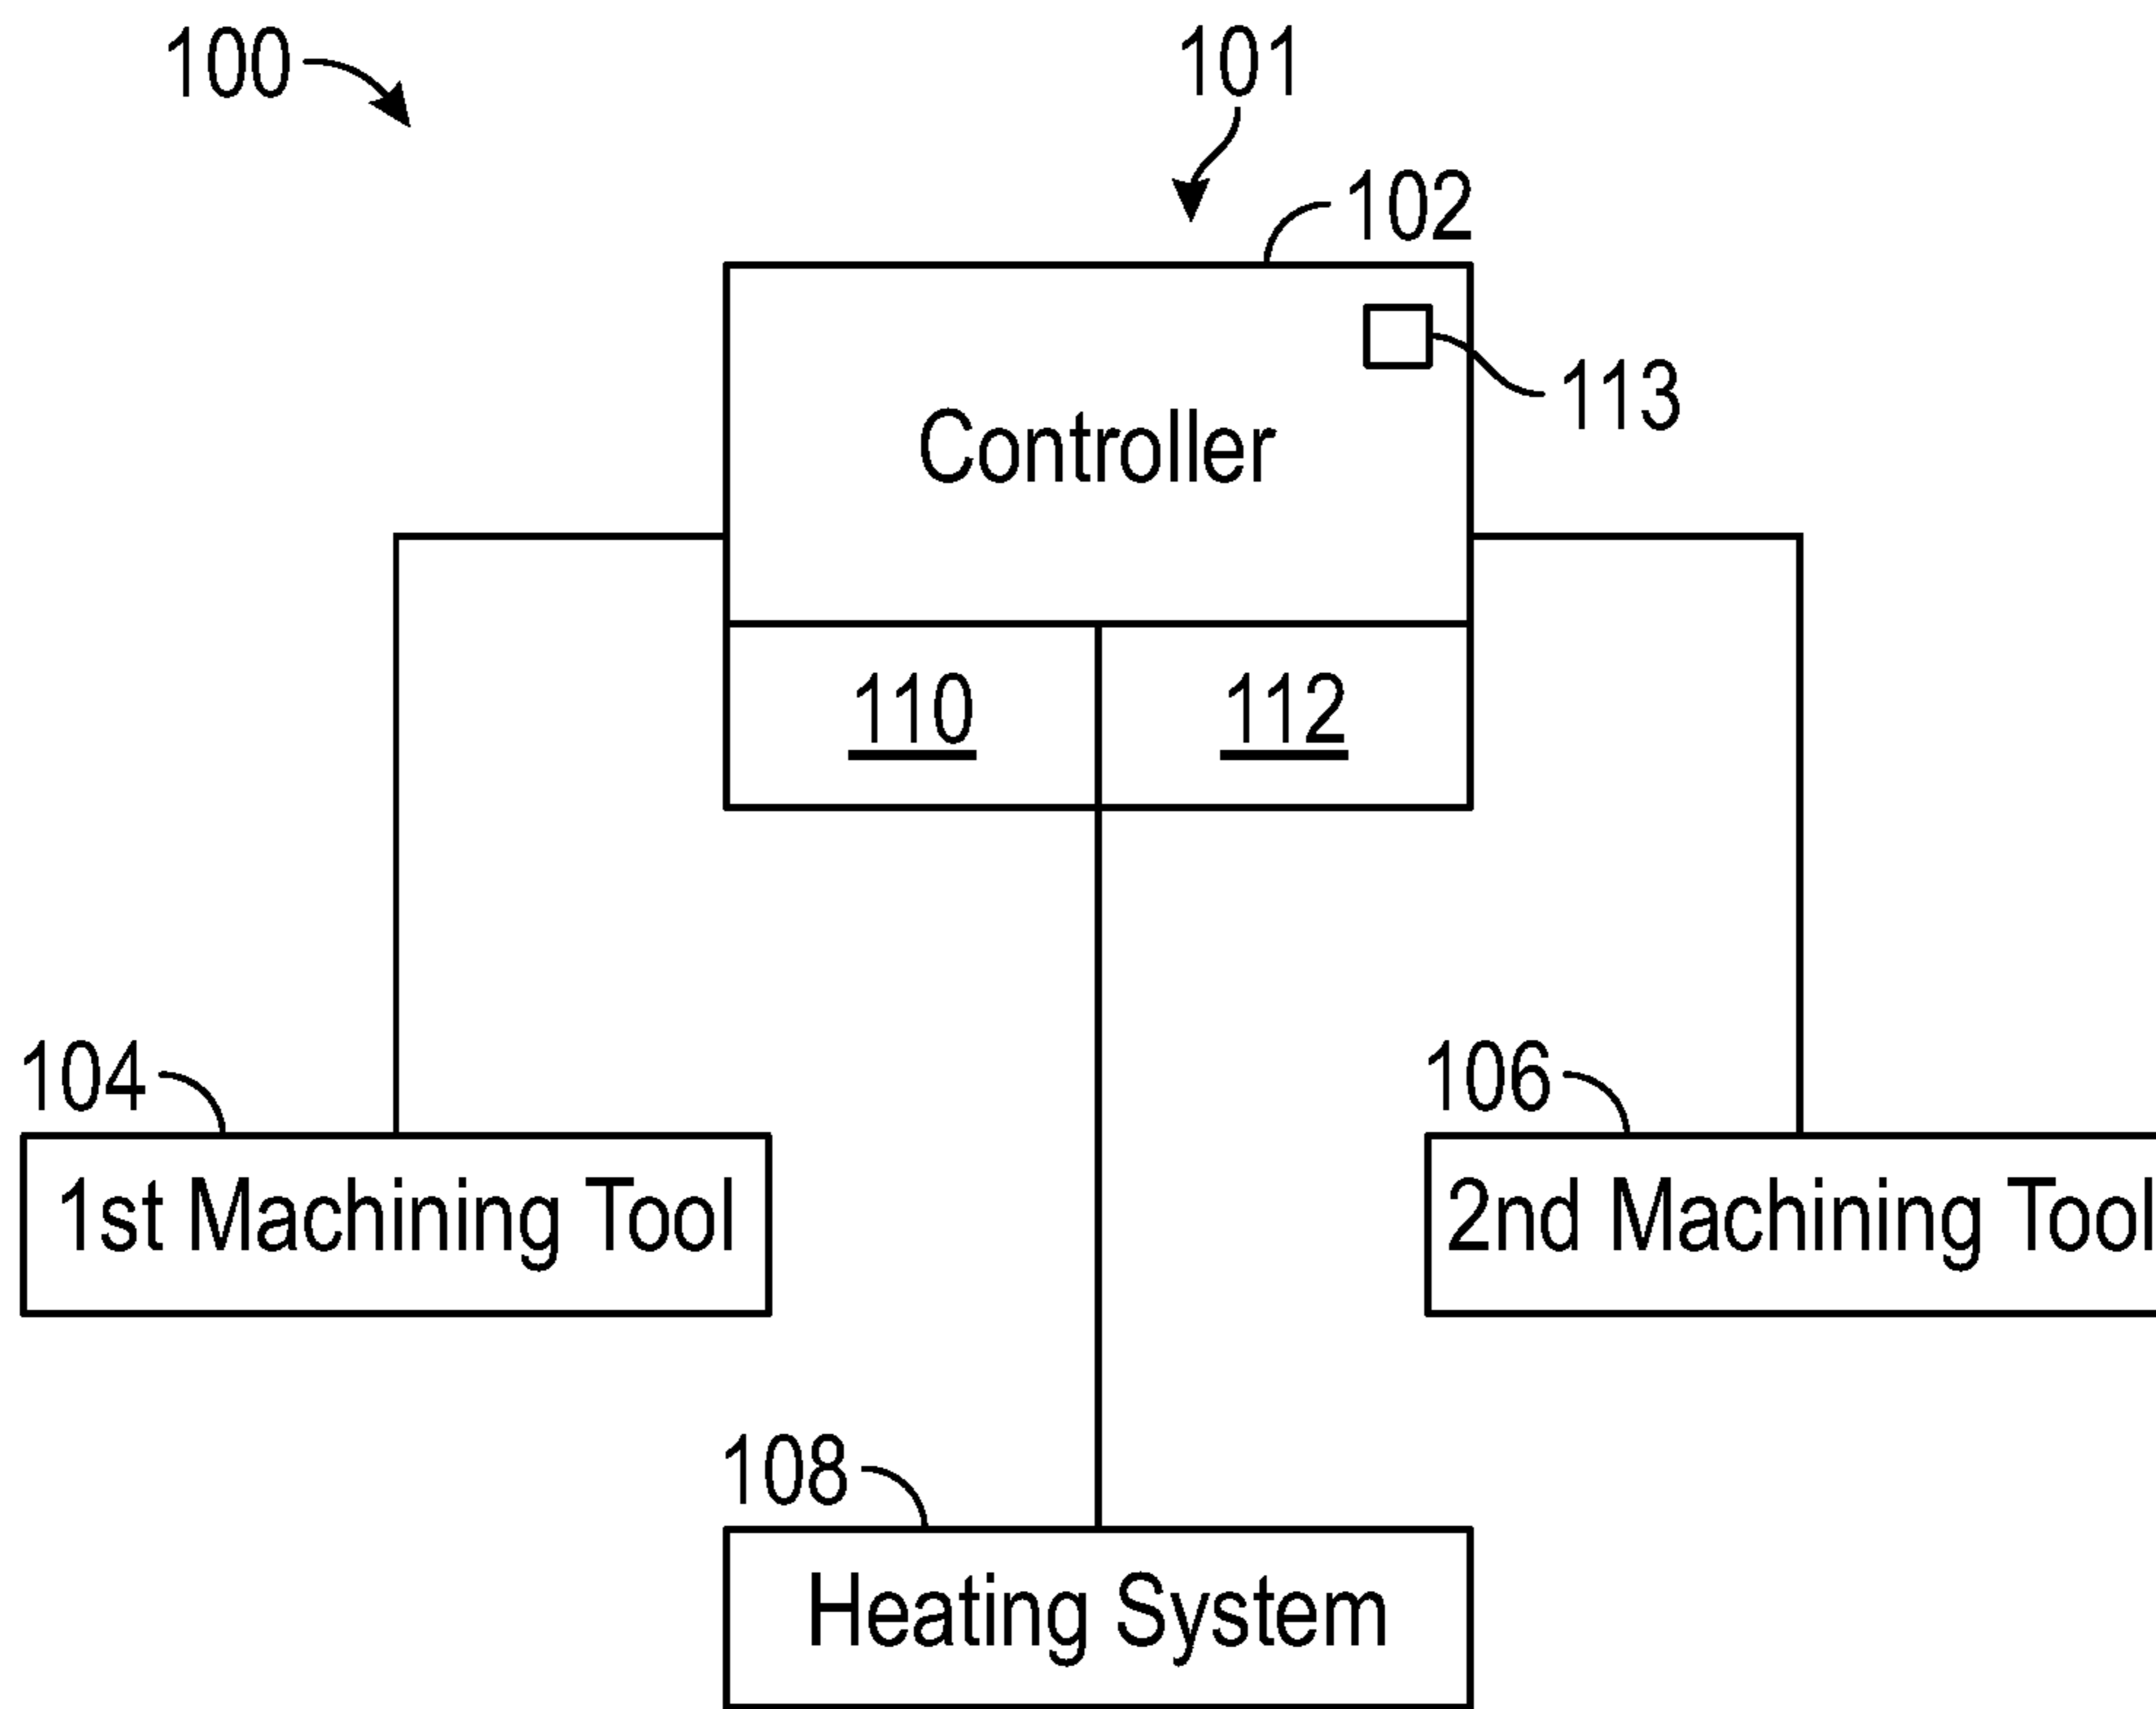 100
101
102
113
Controller
110
112
104
1st Machining Tool
106
2nd Machining Tool
108
Heating System